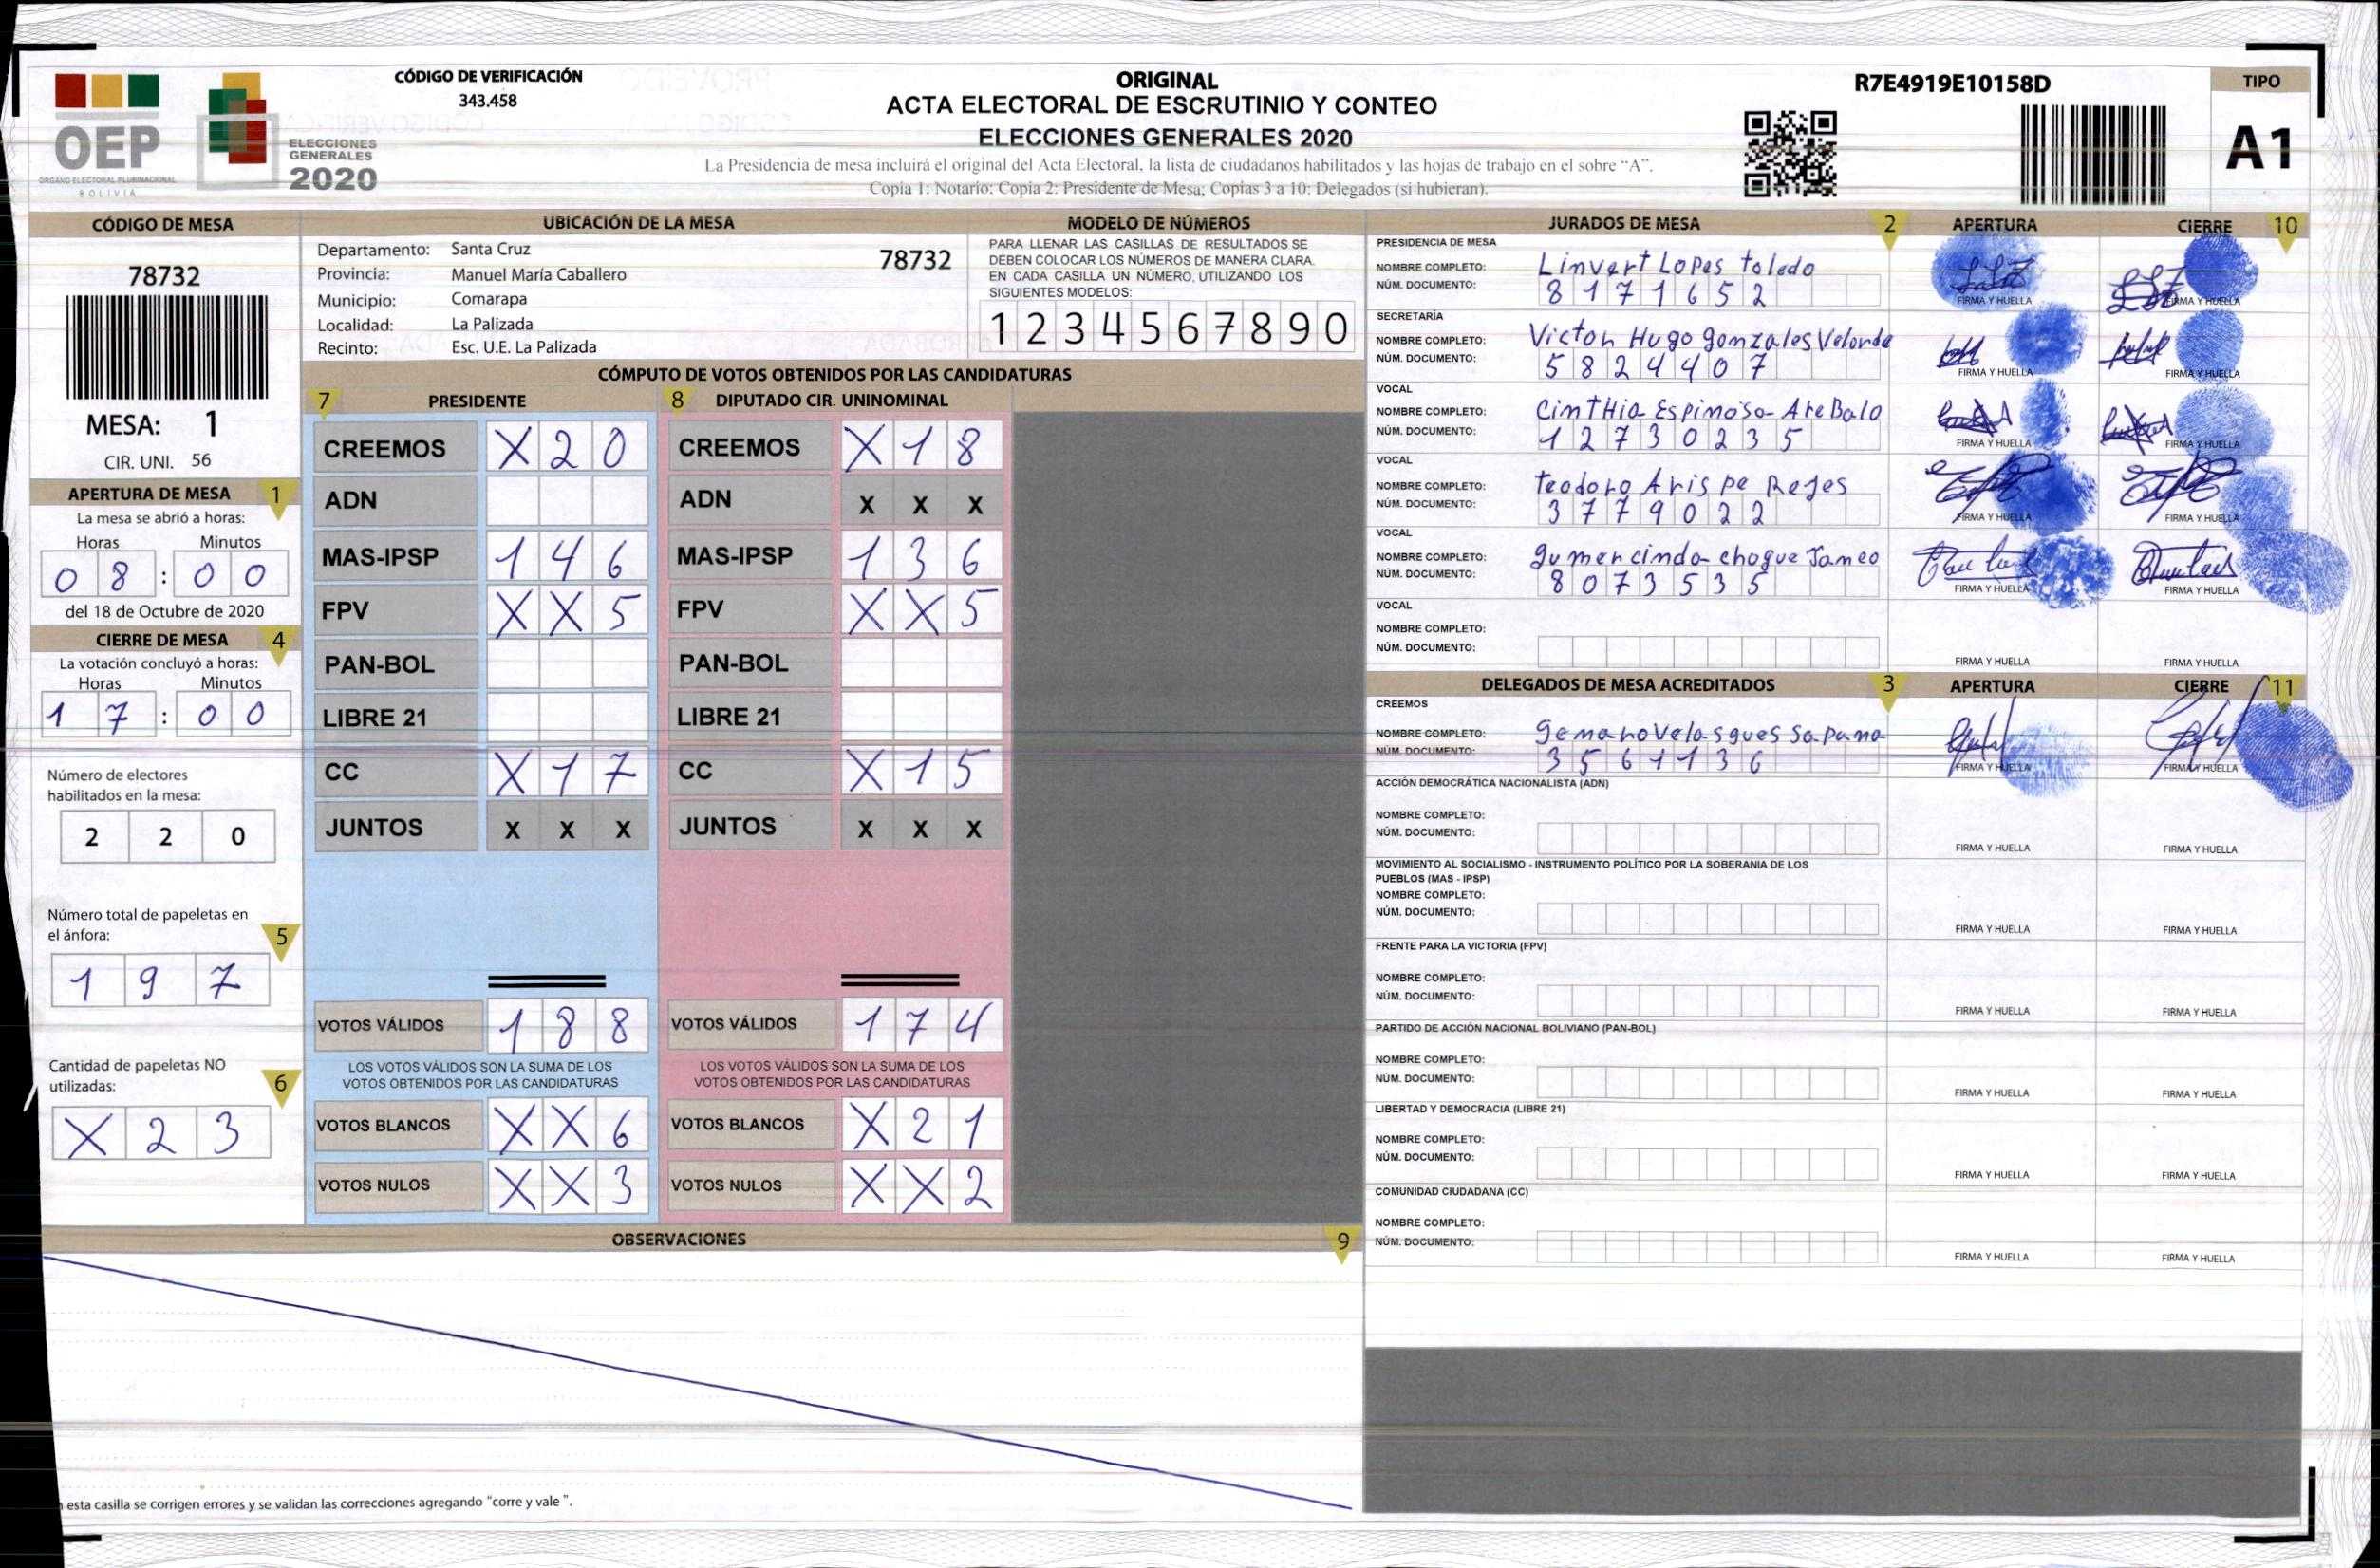 CÓDIGO DE VERIFICACIÓN
343.458
ORIGINAL
ACTA ELECTORAL DE ESCRUTINIO Y CONTEO
ELECCIONES GENERALES 2020
La Presidencia de mesa incluirá el original del Acta Electoral, la lista de ciudadanos habilitados y las hojas de trabajo en el sobre "A".
Copia 1: Notario; Copia 2: Presidente de Mesa; Copias 3 a 10: Delegados (si hubieran).
R7E4919E10158D
TIPO
A1
OEP
ÓRGANO ELECTORAL PLURINACIONAL
BOLIVIA
ELECCIONES
GENERALES
2020
CÓDIGO DE MESA
78732
MESA: 1
CIR. UNI. 56
APERTURA DE MESA 1
La mesa se abrió a horas:
Horas Minutos
0 8 : 0 0
del 18 de Octubre de 2020
CIERRE DE MESA 4
La votación concluyó a horas:
Horas Minutos
1 7 : 0 0
Número de electores
habilitados en la mesa:
2 2 0
Número total de papeletas en
el ánfora: 5
1 9 7
Cantidad de papeletas NO
utilizadas: 6
X 2 3
UBICACIÓN DE LA MESA
Departamento: Santa Cruz 78732
Provincia: Manuel María Caballero
Municipio: Comarapa
Localidad: La Palizada
Recinto: Esc. U.E. La Palizada
MODELO DE NÚMEROS
PARA LLENAR LAS CASILLAS DE RESULTADOS SE
DEBEN COLOCAR LOS NÚMEROS DE MANERA CLARA.
EN CADA CASILLA UN NÚMERO, UTILIZANDO LOS
SIGUIENTES MODELOS:
1 2 3 4 5 6 7 8 9 0
CÓMPUTO DE VOTOS OBTENIDOS POR LAS CANDIDATURAS
7 PRESIDENTE
CREEMOS X 2 0
ADN
MAS-IPSP 1 4 6
FPV X X 5
PAN-BOL
LIBRE 21
CC X 1 7
JUNTOS X X X
VOTOS VÁLIDOS 1 8 8
LOS VOTOS VÁLIDOS SON LA SUMA DE LOS
VOTOS OBTENIDOS POR LAS CANDIDATURAS
VOTOS BLANCOS X X 6
VOTOS NULOS X X 3
8 DIPUTADO CIR. UNINOMINAL
CREEMOS X 1 8
ADN X X X
MAS-IPSP 1 3 6
FPV X X 5
PAN-BOL
LIBRE 21
CC X 1 5
JUNTOS X X X
VOTOS VÁLIDOS 1 7 4
LOS VOTOS VÁLIDOS SON LA SUMA DE LOS
VOTOS OBTENIDOS POR LAS CANDIDATURAS
VOTOS BLANCOS X 2 1
VOTOS NULOS X X 2
OBSERVACIONES 9
esta casilla se corrigen errores y se validan las correcciones agregando "corre y vale ".
JURADOS DE MESA 2 APERTURA CIERRE 10
PRESIDENCIA DE MESA
NOMBRE COMPLETO: Linvert Lopes toledo
NÚM. DOCUMENTO: 8 1 7 1 6 5 2
FIRMA Y HUELLA FIRMA Y HUELLA
SECRETARÍA
NOMBRE COMPLETO: Victor Hugo gonzales Velarde
NÚM. DOCUMENTO: 5 8 2 4 4 0 7
FIRMA Y HUELLA FIRMA Y HUELLA
VOCAL
NOMBRE COMPLETO: CinTHia Espinoso AreBalo
NÚM. DOCUMENTO: 1 2 7 3 0 2 3 5
FIRMA Y HUELLA FIRMA Y HUELLA
VOCAL
NOMBRE COMPLETO: teodoro Arispe Rejes
NÚM. DOCUMENTO: 3 7 7 9 0 2 2
FIRMA Y HUELLA FIRMA Y HUELLA
VOCAL
NOMBRE COMPLETO: gumencindo choque
NÚM. DOCUMENTO: 8 0 7 3 5 3 5
FIRMA Y HUELLA FIRMA Y HUELLA
VOCAL
NOMBRE COMPLETO:
NÚM. DOCUMENTO:
FIRMA Y HUELLA FIRMA Y HUELLA
DELEGADOS DE MESA ACREDITADOS 3 APERTURA CIERRE 11
CREEMOS
NOMBRE COMPLETO: Velasques
NÚM. DOCUMENTO: 3 5 6 1 1 3 6
FIRMA Y HUELLA FIRMA Y HUELLA
ACCIÓN DEMOCRÁTICA NACIONALISTA (ADN)
NOMBRE COMPLETO:
NÚM. DOCUMENTO:
FIRMA Y HUELLA FIRMA Y HUELLA
MOVIMIENTO AL SOCIALISMO - INSTRUMENTO POLÍTICO POR LA SOBERANIA DE LOS
PUEBLOS (MAS - IPSP)
NOMBRE COMPLETO:
NÚM. DOCUMENTO:
FIRMA Y HUELLA FIRMA Y HUELLA
FRENTE PARA LA VICTORIA (FPV)
NOMBRE COMPLETO:
NÚM. DOCUMENTO:
FIRMA Y HUELLA FIRMA Y HUELLA
PARTIDO DE ACCIÓN NACIONAL BOLIVIANO (PAN-BOL)
NOMBRE COMPLETO:
NÚM. DOCUMENTO:
FIRMA Y HUELLA FIRMA Y HUELLA
LIBERTAD Y DEMOCRACIA (LIBRE 21)
NOMBRE COMPLETO:
NÚM. DOCUMENTO:
FIRMA Y HUELLA FIRMA Y HUELLA
COMUNIDAD CIUDADANA (CC)
NOMBRE COMPLETO:
NÚM. DOCUMENTO:
FIRMA Y HUELLA FIRMA Y HUELLA